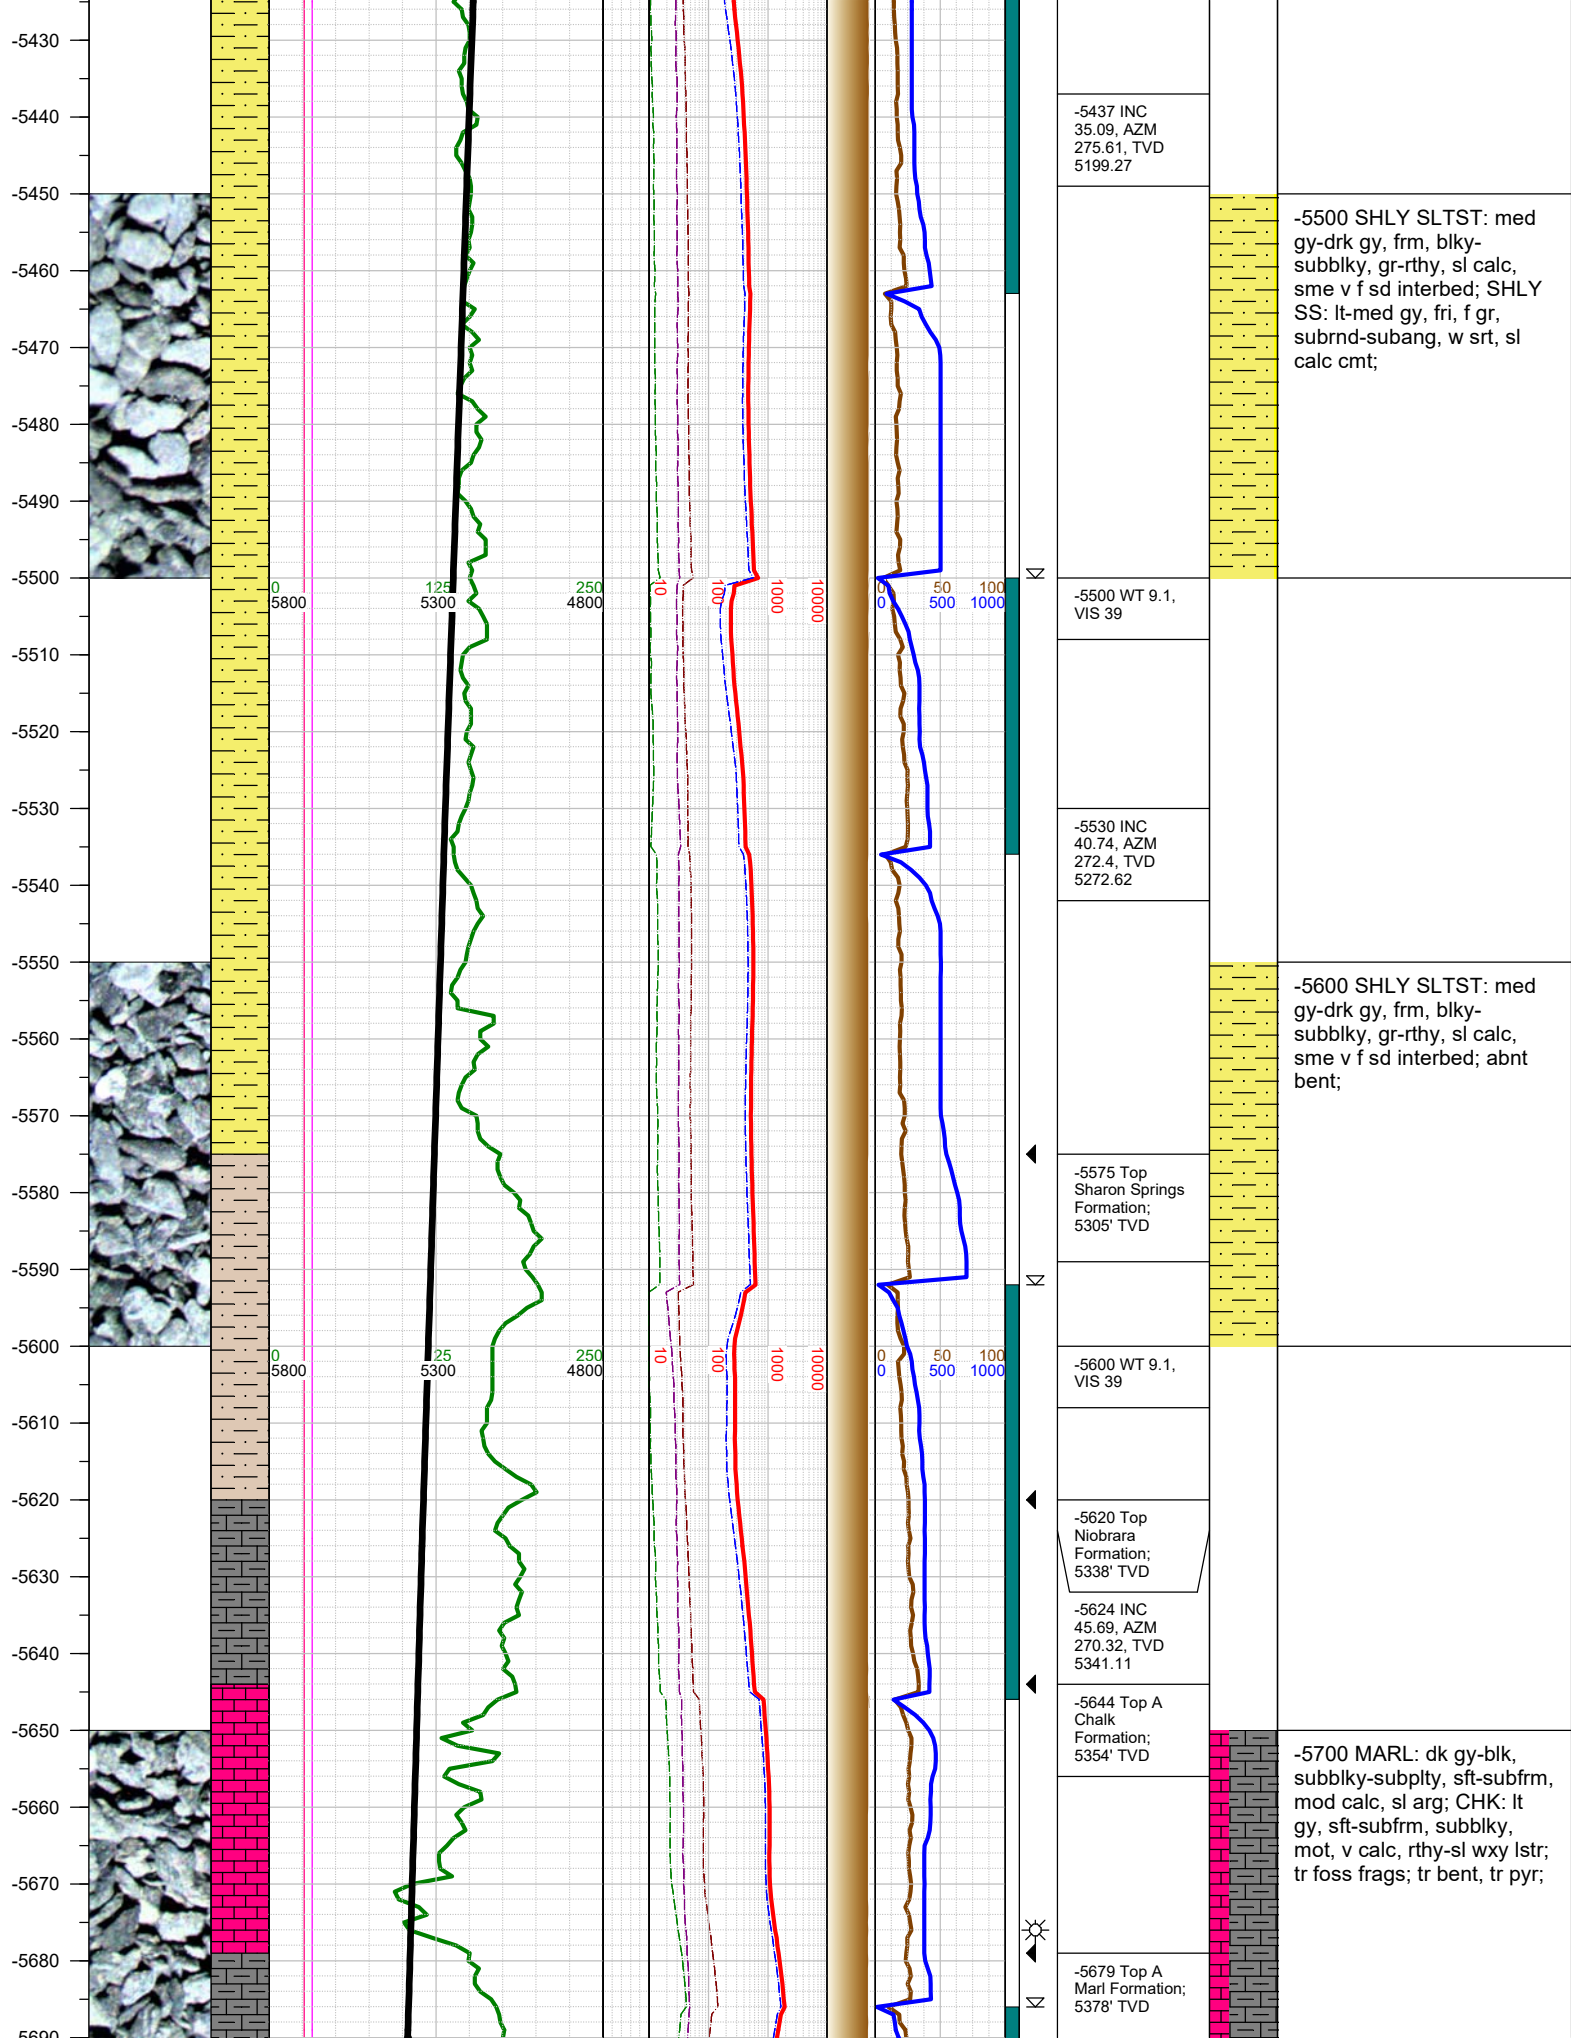 -5430
-5440
-5450
-5460
-5470
-5480
-5490
-5500
-5510
-5520
-5530
-5540
-5550
-5560
-5570
-5580
-5590
-5600
-5610
-5620
-5630
-5640
-5650
-5660
-5670
-5680
-5690
0 125 250
5800 5300 4800
10 100 1000 10000
0 50 100
0 500 1000
0 25 250
5800 5300 4800
10 100 1000 10000
0 50 100
0 500 1000
-5437 INC
35.09, AZM
275.61, TVD
5199.27
-5500 WT 9.1,
VIS 39
-5530 INC
40.74, AZM
272.4, TVD
5272.62
-5575 Top
Sharon Springs
Formation;
5305' TVD
-5600 WT 9.1,
VIS 39
-5620 Top
Niobrara
Formation;
5338' TVD
-5624 INC
45.69, AZM
270.32, TVD
5341.11
-5644 Top A
Chalk
Formation;
5354' TVD
-5679 Top A
Marl Formation;
5378' TVD
-5500 SHLY SLTST: med
gy-drk gy, frm, blky-
subblky, gr-rthy, sl calc,
sme v f sd interbed; SHLY
SS: lt-med gy, fri, f gr,
subrnd-subang, w srt, sl
calc cmt;
-5600 SHLY SLTST: med
gy-drk gy, frm, blky-
subblky, gr-rthy, sl calc,
sme v f sd interbed; abnt
bent;
-5700 MARL: dk gy-blk,
subblky-subplty, sft-subfrm,
mod calc, sl arg; CHK: lt
gy, sft-subfrm, subblky,
mot, v calc, rthy-sl wxy lstr;
tr foss frags; tr bent, tr pyr;